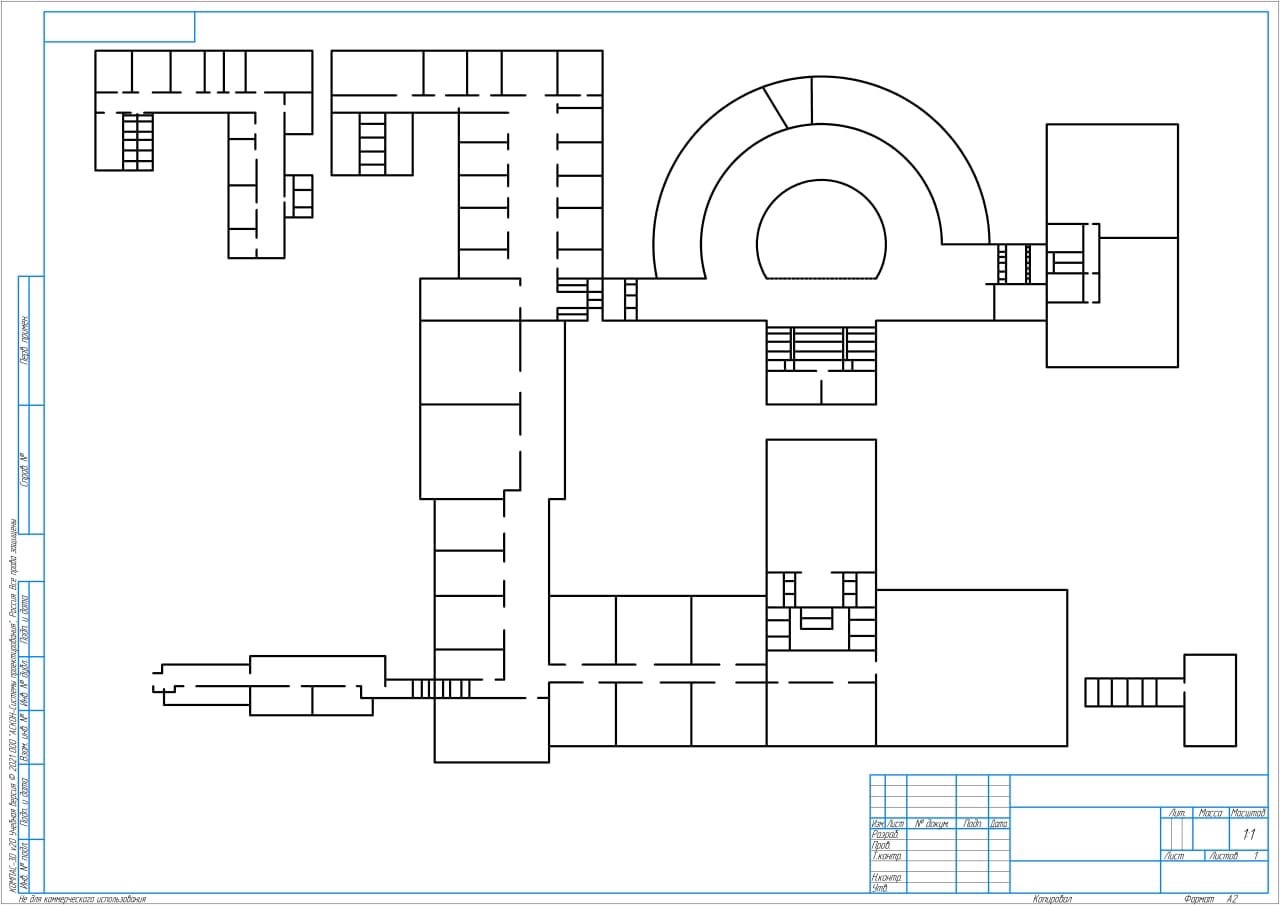 Перв. примен.
Справ. №
Подп. и дата
Инв. № дубл.
Взам. инв. №
Подп. и дата
Инв. № подл.
КОМПАС-3D v20 Учебная версия © 2021 ООО "АСКОН-Системы проектирования", Россия. Все права защищены.
Изм. Лист № докум. Подп. Дата
Разраб.
Пров.
Т.контр.
Н.контр.
Утв.
Лит. Масса Масштаб
1:1
Лист Листов 1
Не для коммерческого использования
Копировал Формат А2